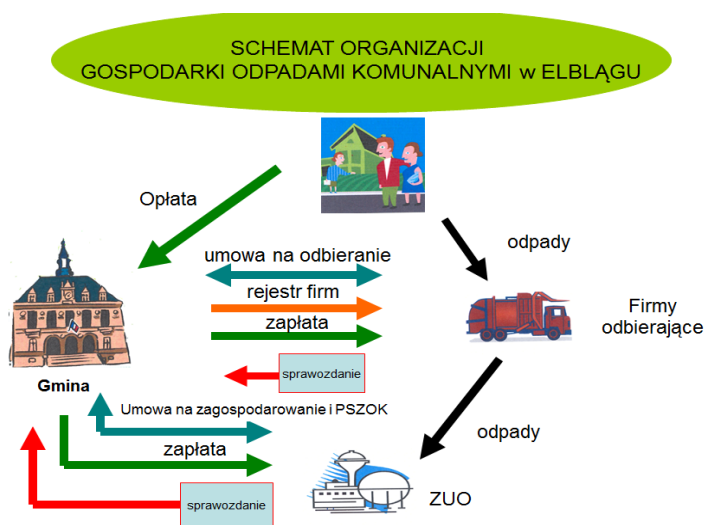 SCHEMAT ORGANIZACJI
GOSPODARKI ODPADAMI KOMUNALNYMI w ELBLĄGU
Opłata
odpady
umowa na odbieranie
rejestr firm
zapłata
Firmy
odbierające
sprawozdanie
Gmina
Umowa na zagospodarowanie i PSZOK
odpady
zapłata
ZUO
sprawozdanie